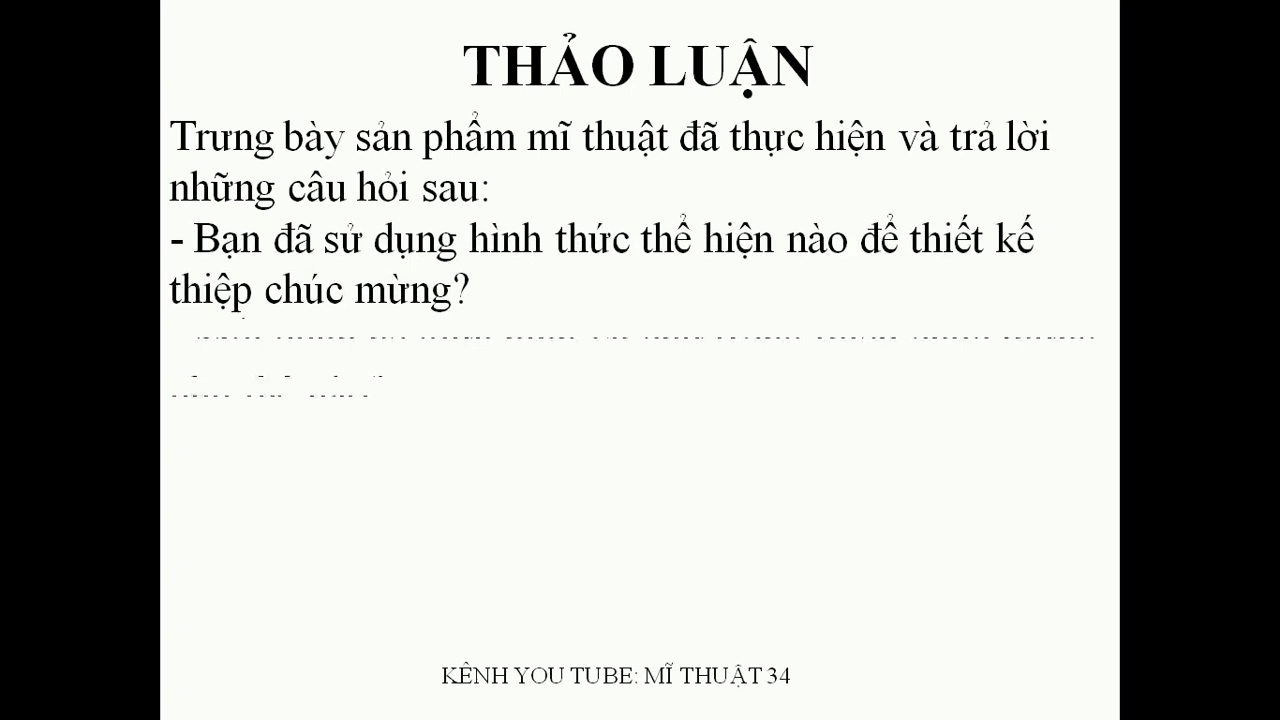 THẢO LUẬN
Trưng bày sản phẩm mĩ thuật đã thực hiện và trả lời
những câu hỏi sau:
- Bạn đã sử dụng hình thức thể hiện nào để thiết kế
thiệp chúc mừng?
KÊNH YOU TUBE: MĨ THUẬT 34